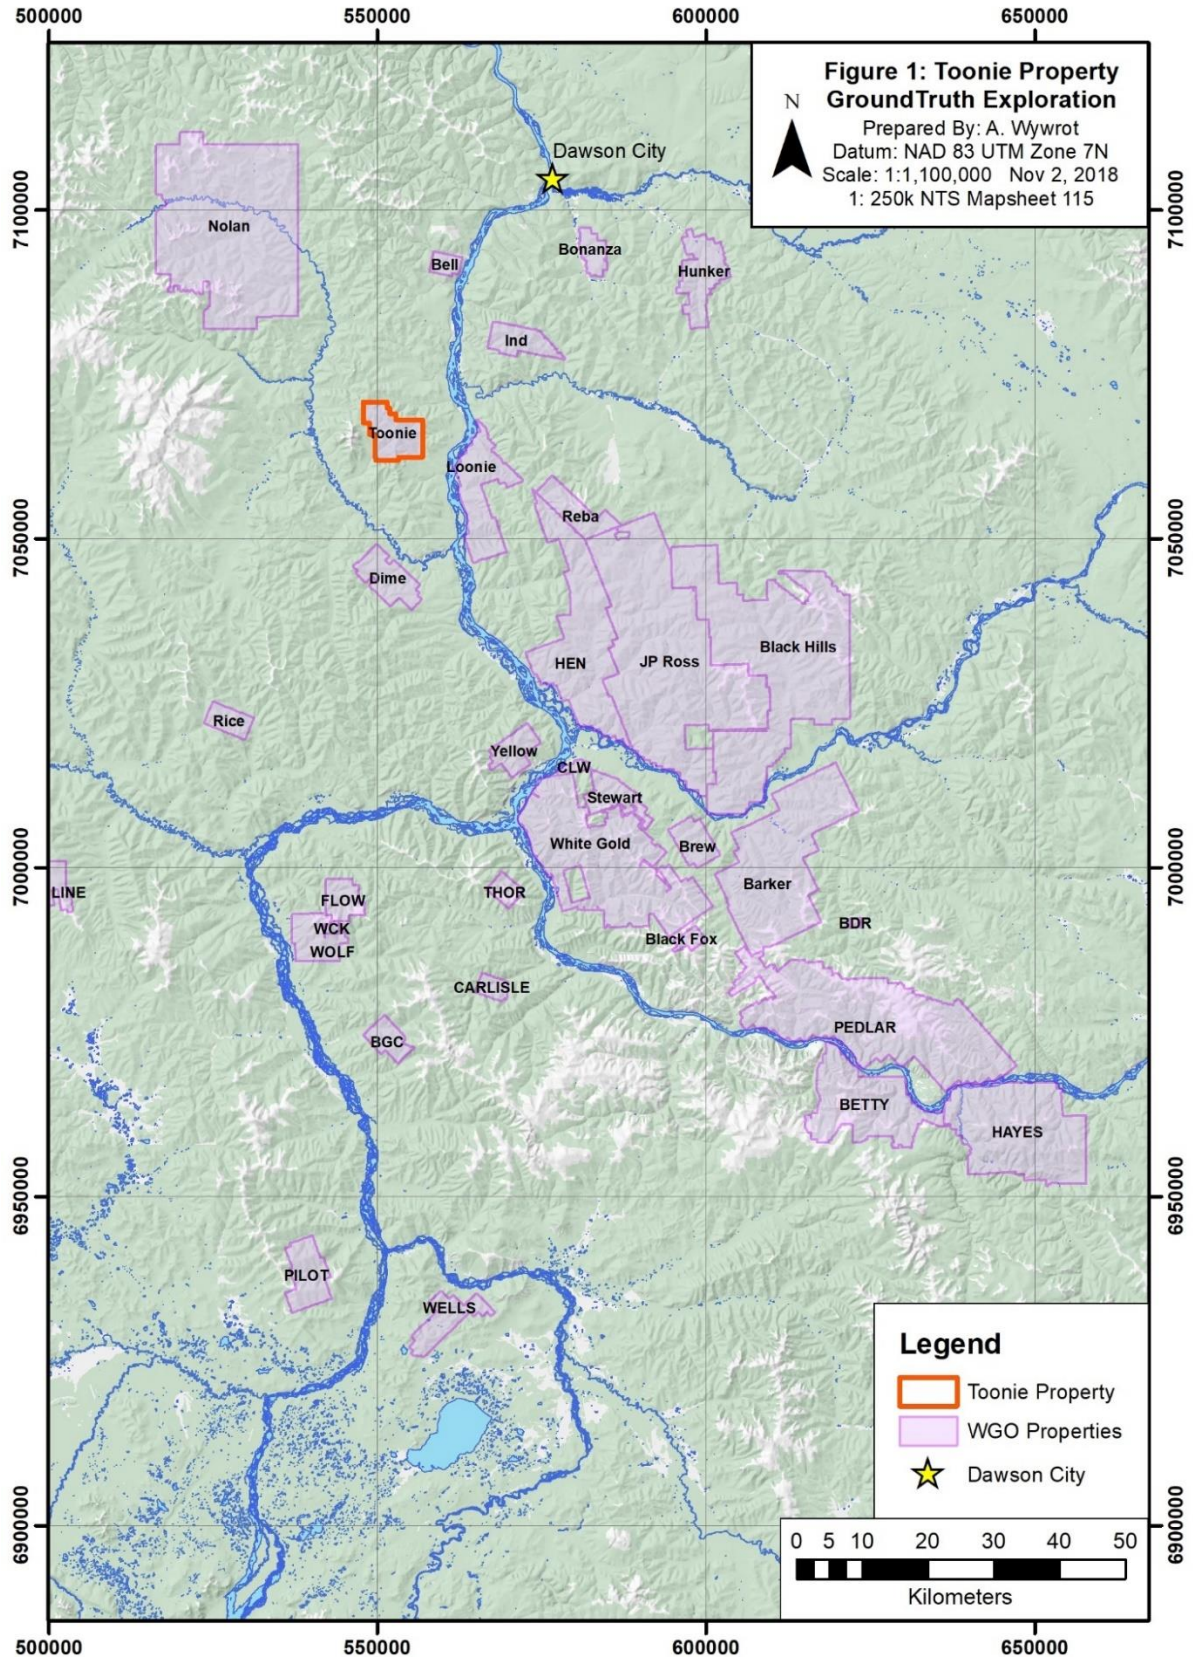 500000 550000 600000 650000
Figure 1: Toonie Property
GroundTruth Exploration
Prepared By: A. Wywrot
Datum: NAD 83 UTM Zone 7N
Scale: 1:1,100,000 Nov 2, 2018
1: 250k NTS Mapsheet 115
N
Dawson City
7100000 7100000
Nolan
Bonanza
Bell
Hunker
Ind
Toonie
Loonie
Reba
7050000 7050000
Dime
HEN
JP Ross
Black Hills
Rice
Yellow
CLW
Stewart
White Gold
Brew
7000000 7000000
Barker
LINE
FLOW
THOR
WCK
BDR
WOLF
Black Fox
CARLISLE
PEDLAR
BGC
BETTY
HAYES
6950000 6950000
PILOT
WELLS
Legend
Toonie Property
WGO Properties
Dawson City
6900000 6900000
0 5 10 20 30 40 50
Kilometers
500000 550000 600000 650000